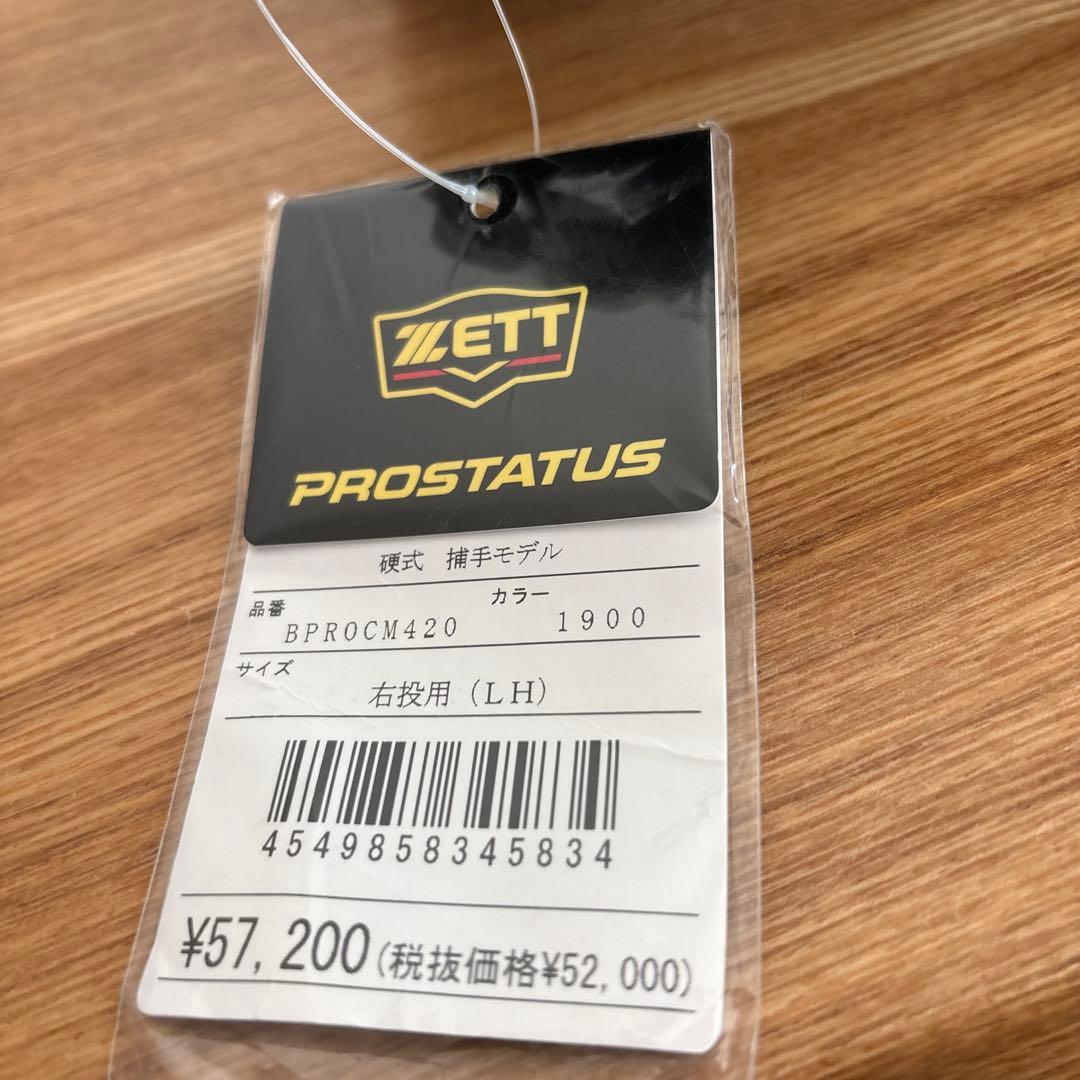 ZETT
PROSTATUS
硬式 捕手モデル
品番 カラー
BPROCM420 1900
サイズ
右投用（LH）
4549858345834
¥57,200(税抜価格¥52,000)